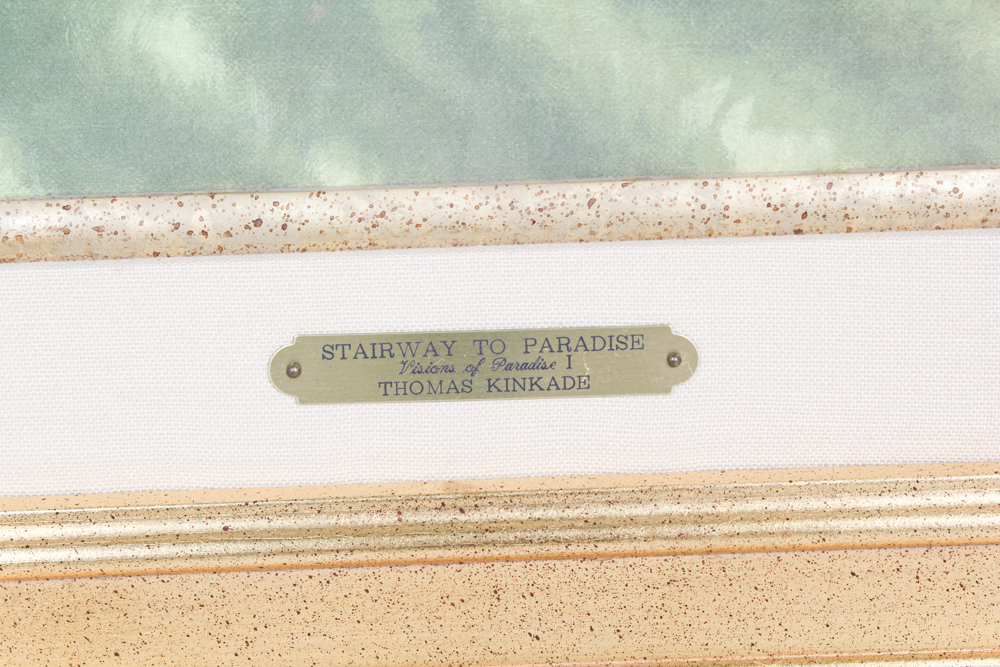 STAIRWAY TO PARADISE
Visions of Paradise I
THOMAS KINKADE